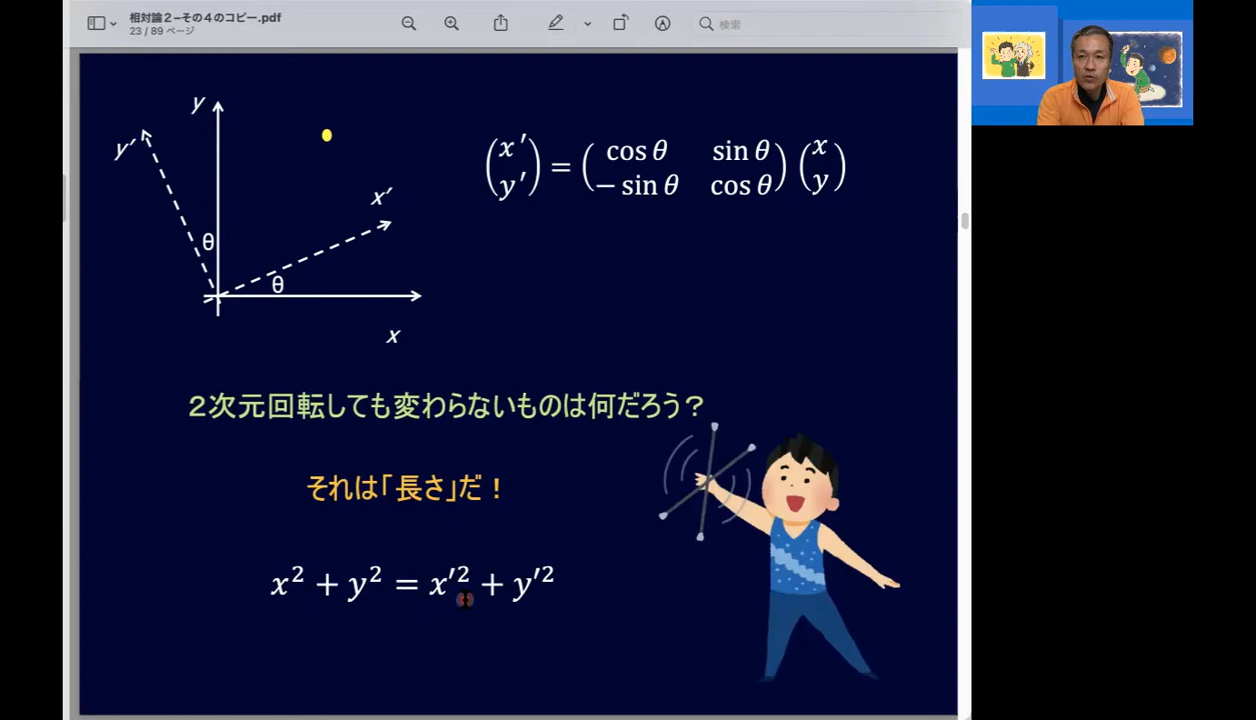 相対論2-その4のコピー.pdf
23 / 89 ページ
検索
y
y'
x'
θ
θ
x
(x' y') = (cos θ sin θ −sin θ cos θ) (x y)
２次元回転しても変わらないものは何だろう？
それは「長さ」だ！
x² + y² = x′² + y′²